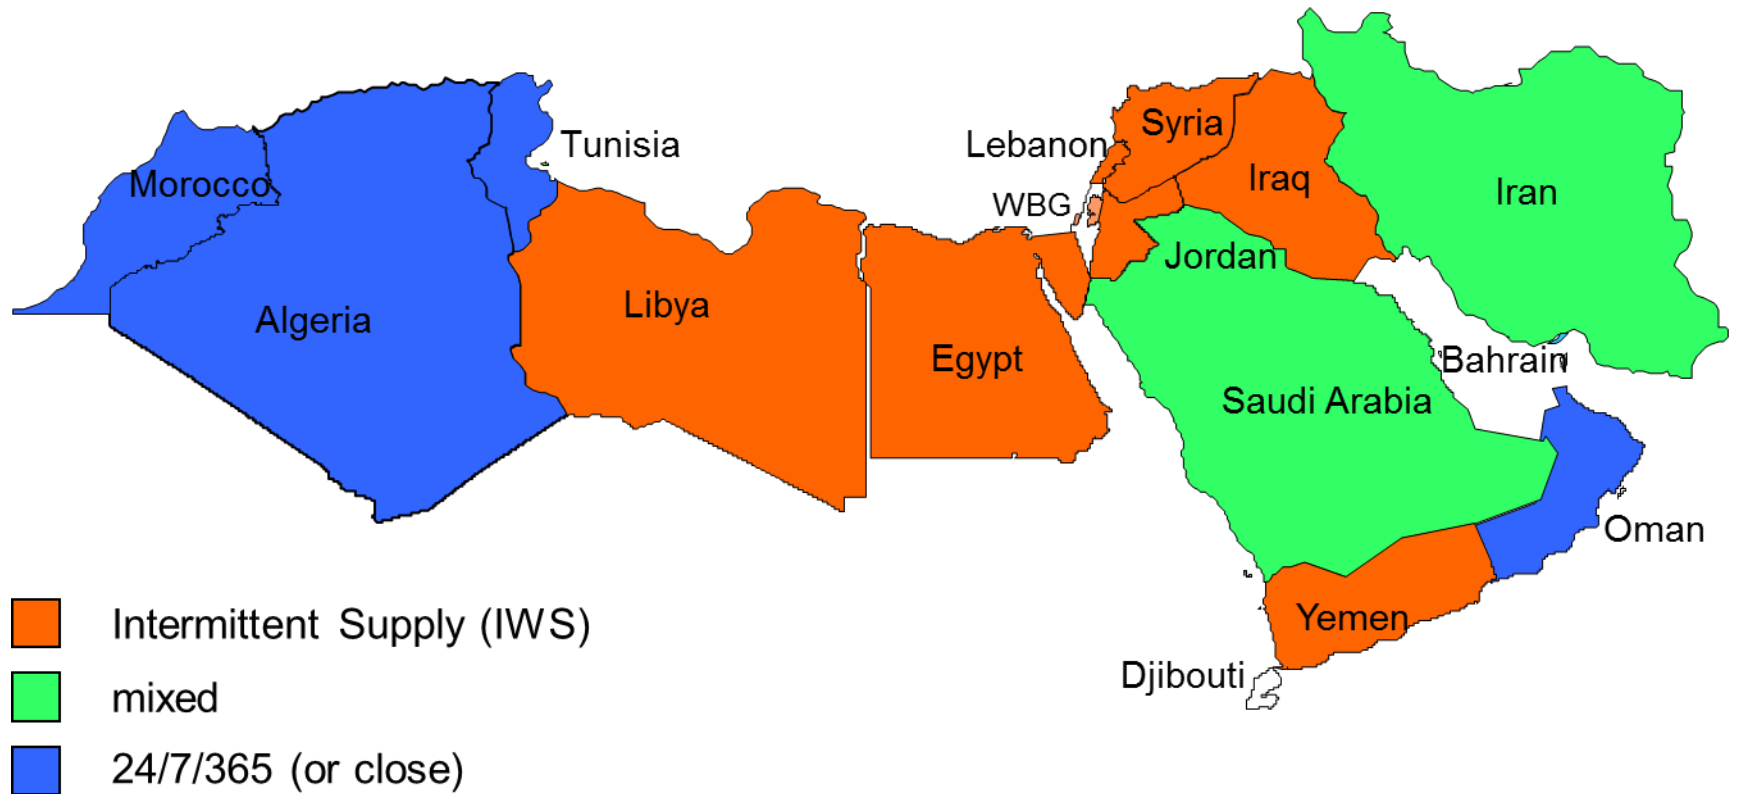 Morocco
Algeria
Tunisia
Libya
Egypt
Lebanon
WBG
Syria
Iraq
Jordan
Iran
Saudi Arabia
Bahrain
Oman
Yemen
Djibouti
Intermittent Supply (IWS)
mixed
24/7/365 (or close)